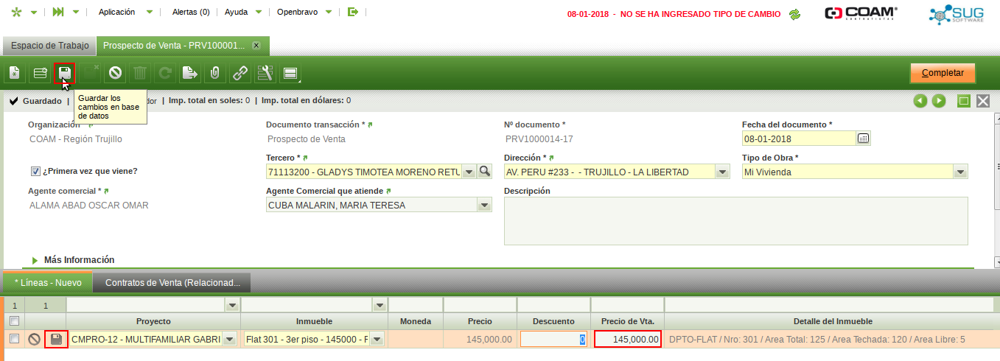 Aplicación Alertas (0) Ayuda Openbravo 08-01-2018 - NO SE HA INGRESADO TIPO DE CAMBIO COAM CONTRATISTAS SUG SOFTWARE
Espacio de Trabajo Prospecto de Venta - PRV100001... x
Completar
Guardado | dor | Imp. total en soles: 0 | Imp. total en dólares: 0
Guardar los
cambios en base
de datos
Organización Documento transacción * Nº documento * Fecha del documento *
COAM - Región Trujillo Prospecto de Venta PRV1000014-17 08-01-2018
Tercero * Dirección * Tipo de Obra *
¿Primera vez que viene? 71113200 - GLADYS TIMOTEA MORENO RETU AV. PERU #233 - - TRUJILLO - LA LIBERTAD Mi Vivienda
Agente comercial * Agente Comercial que atiende Descripción
ALAMA ABAD OSCAR OMAR CUBA MALARIN, MARIA TERESA
Más Información
* Líneas - Nuevo Contratos de Venta (Relacionad...
1 1
Proyecto Inmueble Moneda Precio Descuento Precio de Vta. Detalle del Inmueble
CMPRO-12 - MULTIFAMILIAR GABRI Flat 301 - 3er piso - 145000 - F 145,000.00 0 145,000.00 DPTO-FLAT / Nro: 301 / Area Total: 125 / Area Techada: 120 / Area Libre: 5